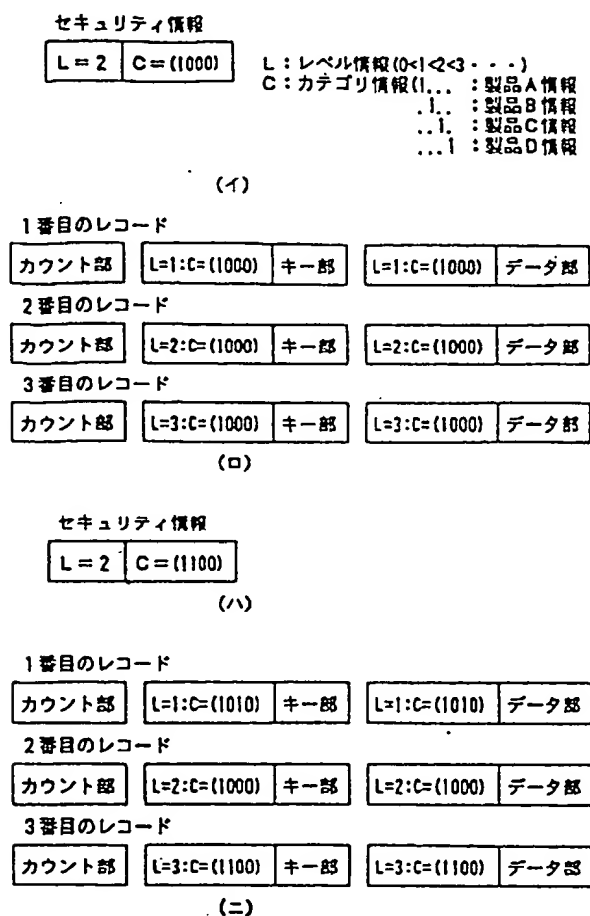 セキュリティ情報
L=2 C=(1000)
L:レベル情報(0<1<2<3・・・)
C:カテゴリ情報(1... :製品A情報
.1.. :製品B情報
..1. :製品C情報
...1 :製品D情報
(イ)
1番目のレコード
カウント部 L=1:C=(1000) キー部 L=1:C=(1000) データ部
2番目のレコード
カウント部 L=2:C=(1000) キー部 L=2:C=(1000) データ部
3番目のレコード
カウント部 L=3:C=(1000) キー部 L=3:C=(1000) データ部
(ロ)
セキュリティ情報
L=2 C=(1100)
(ハ)
1番目のレコード
カウント部 L=1:C=(1010) キー部 L=1:C=(1010) データ部
2番目のレコード
カウント部 L=2:C=(1000) キー部 L=2:C=(1000) データ部
3番目のレコード
カウント部 L=3:C=(1100) キー部 L=3:C=(1100) データ部
(ニ)